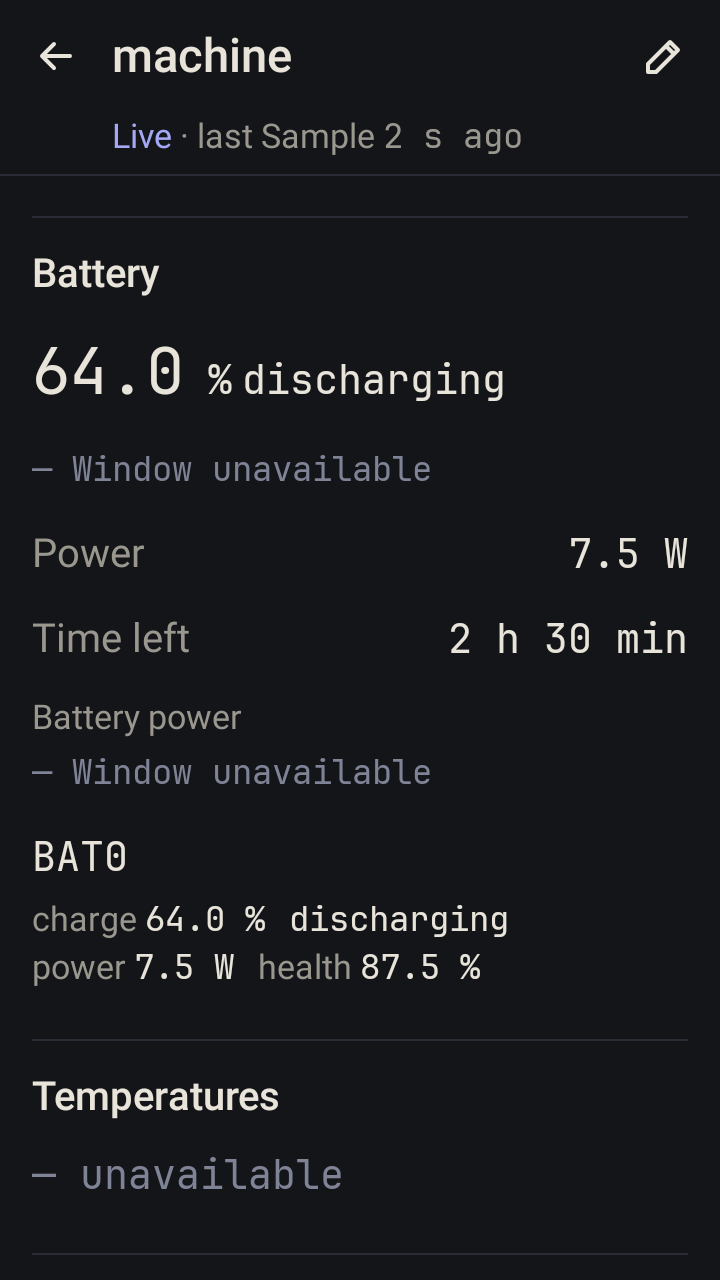 machine
Live · last Sample 2 s ago
Battery
64.0 % discharging
— Window unavailable
Power 7.5 W
Time left 2 h 30 min
Battery power
— Window unavailable
BAT0
charge 64.0 % discharging
power 7.5 W health 87.5 %
Temperatures
— unavailable